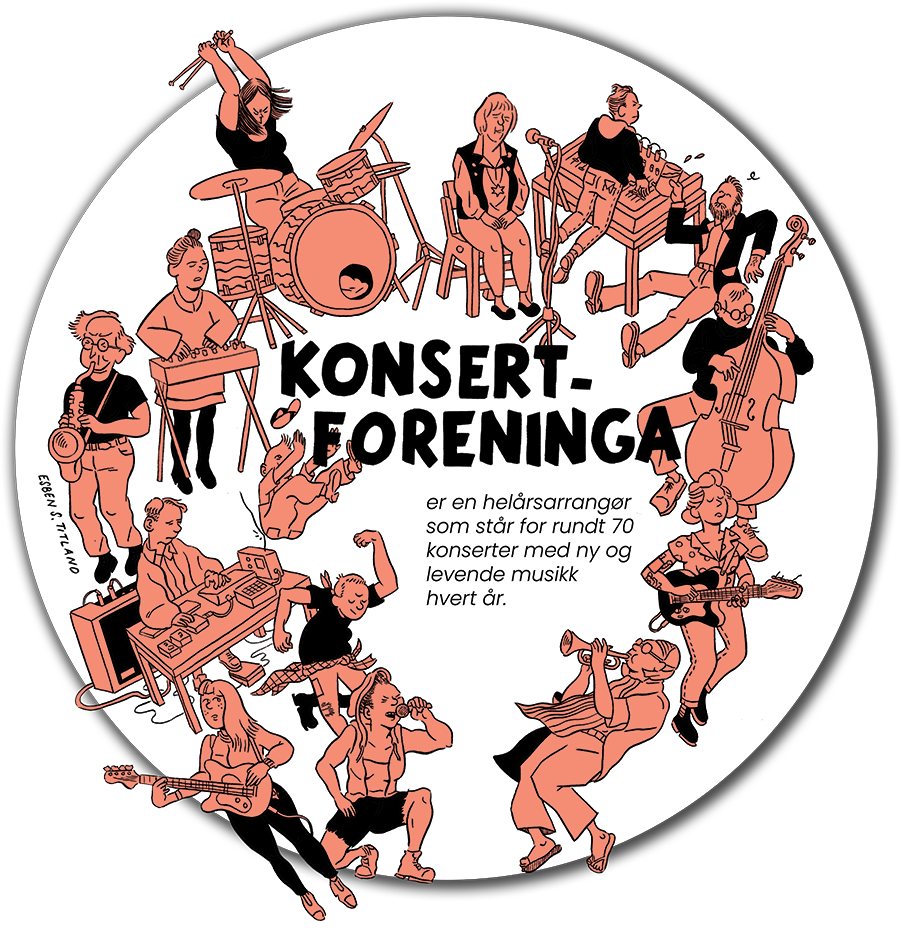 KONSERT-
FORENINGA
er en helårsarrangør
som står for rundt 70
konserter med ny og
levende musikk
hvert år.
ESBEN S. TITLAND